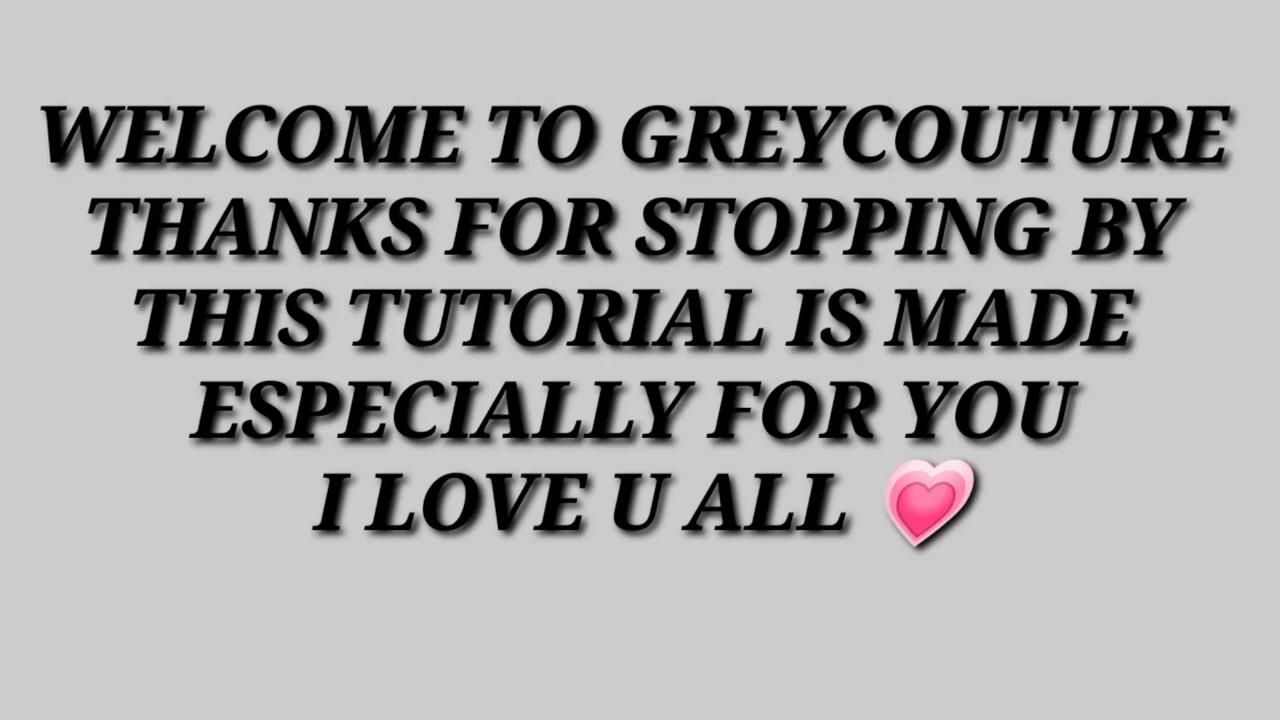 WELCOME TO GREYCOUTURE
THANKS FOR STOPPING BY
THIS TUTORIAL IS MADE
ESPECIALLY FOR YOU
I LOVE U ALL 💗